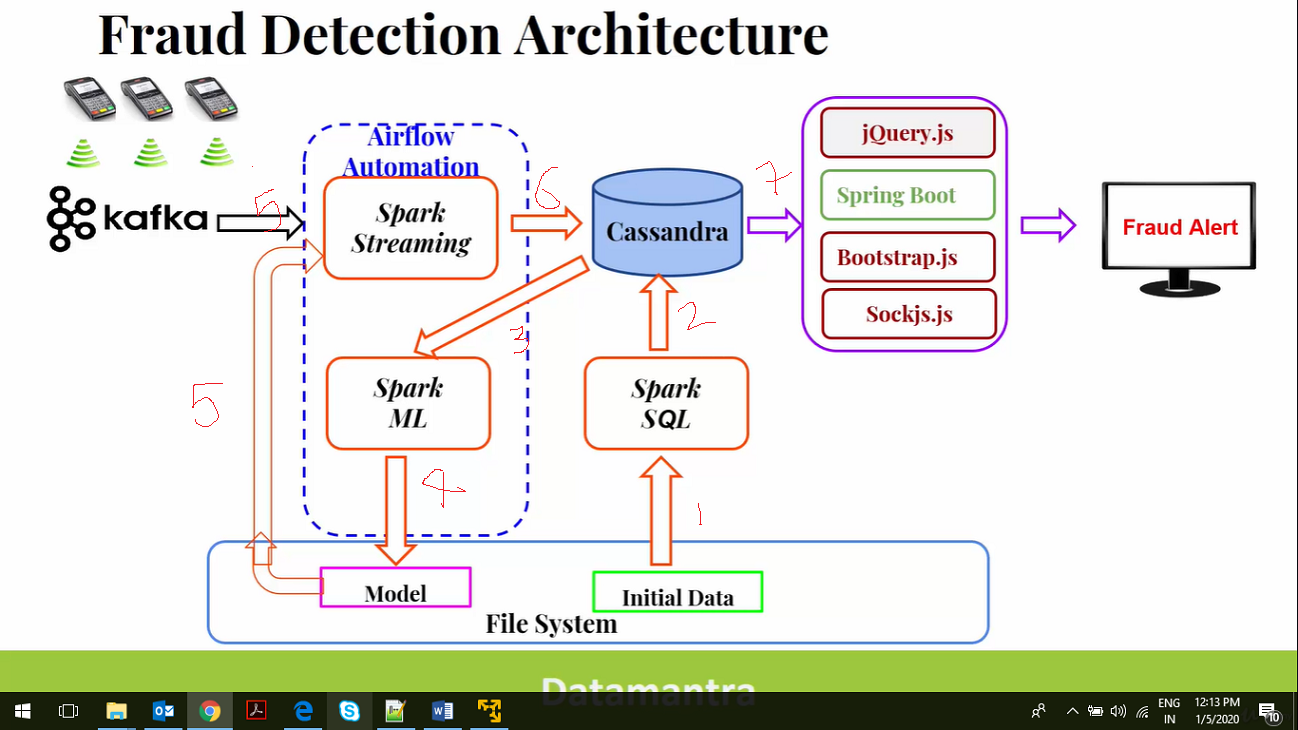 Fraud Detection Architecture
Airflow
Automation
kafka
5
Spark
Streaming
6
Cassandra
7
jQuery.js
Spring Boot
Bootstrap.js
Sockjs.js
Fraud Alert
3
2
5
Spark
ML
Spark
SQL
4
1
Model
Initial Data
File System
Datamantra
ENG
IN
12:13 PM
1/5/2020
10